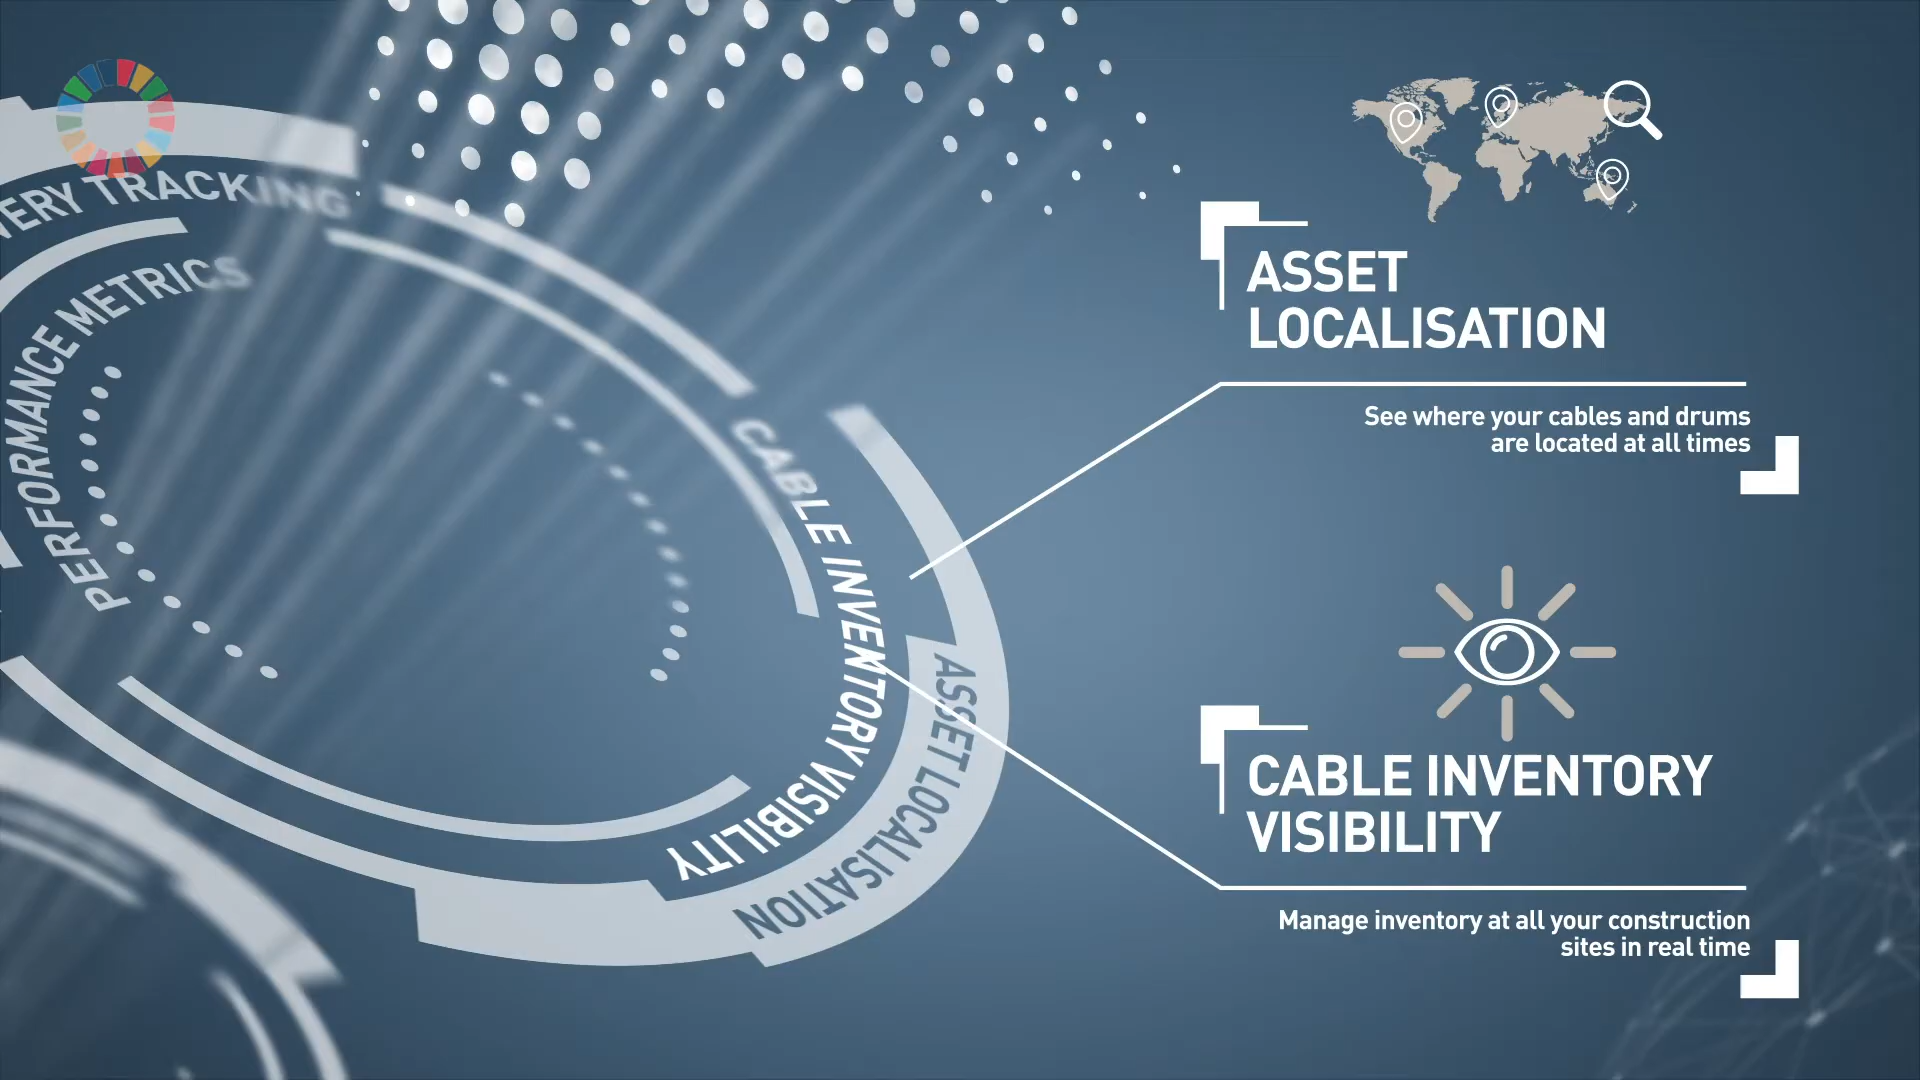 TRACKING
PERFORMANCE METRICS
CABLE INVENTORY VISIBILITY
ASSET LOCALISATION
ASSET
LOCALISATION
See where your cables and drums
are located at all times
CABLE INVENTORY
VISIBILITY
Manage inventory at all your construction
sites in real time